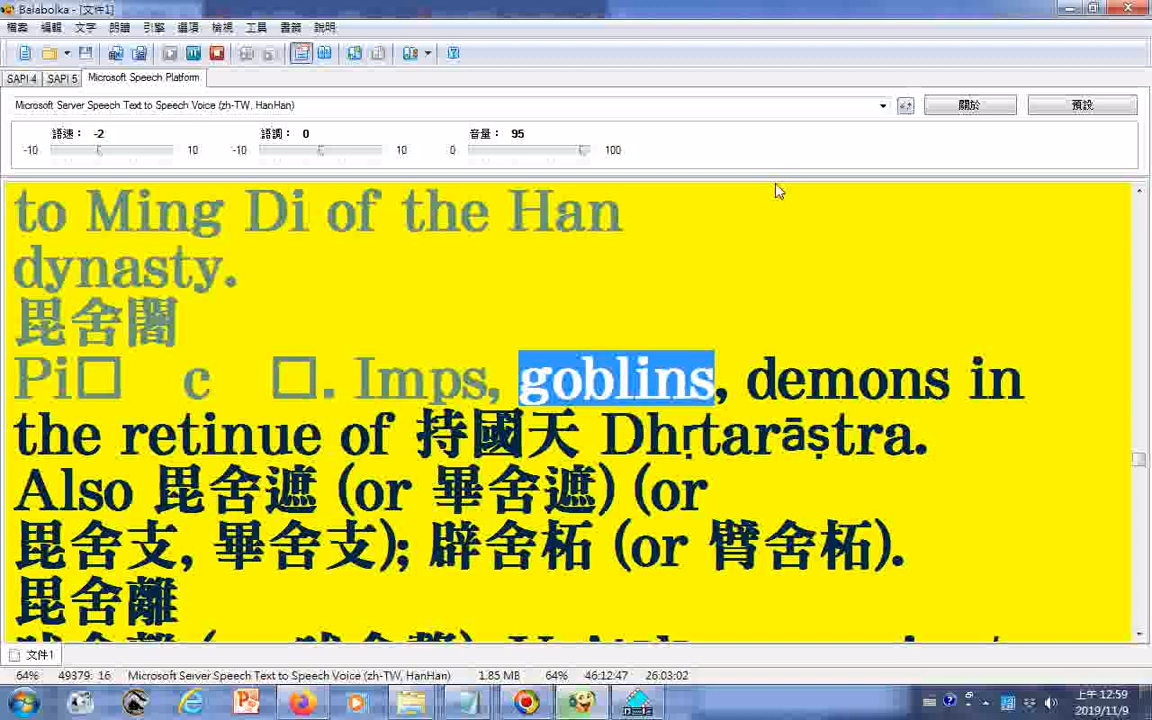 Balabolka - [文件1]
檔案 編輯 文字 朗讀 引擎 選項 檢視 工具 書籤 說明
SAPI 4 SAPI 5 Microsoft Speech Platform
Microsoft Server Speech Text to Speech Voice (zh-TW, HanHan) 關於 預設
語速： -2 語調： 0 音量： 95
-10 10 -10 10 0 100
to Ming Di of the Han
dynasty.
毘舍闍
Pi□ c □. Imps, goblins, demons in
the retinue of 持國天 Dhṛtarāṣtra.
Also 毘舍遮 (or 畢舍遮) (or
毘舍支, 畢舍支); 辟舍柘 (or 臂舍柘).
毘舍離
文件1
64% 49379: 16 Microsoft Server Speech Text to Speech Voice (zh-TW, HanHan) 1.85 MB 64% 46:12:47 26:03:02
上午 12:59
2019/11/9